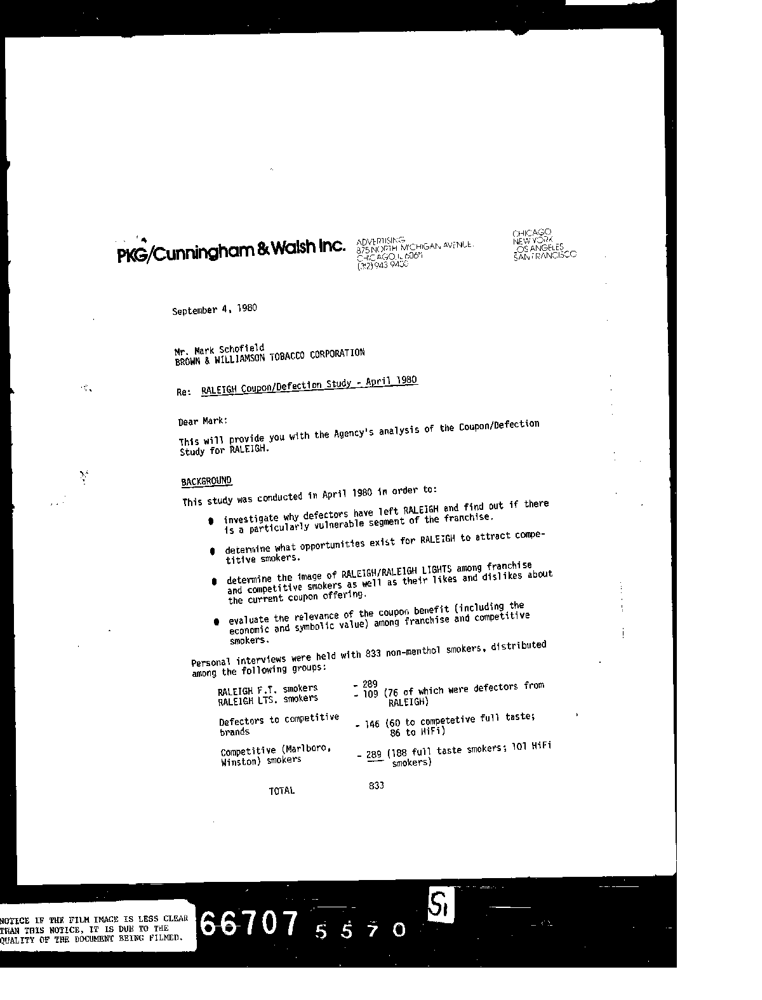 PKG/Cunningham & Walsh Inc.
ADVERTISING
875 NORTH MICHIGAN AVENUE,
CHICAGO, IL 60611
(312) 943 9400
CHICAGO
NEW YORK
LOS ANGELES
SAN FRANCISCO
September 4, 1980
Mr. Mark Schofield
BROWN & WILLIAMSON TOBACCO CORPORATION
Re: RALEIGH Coupon/Defection Study - April 1980
Dear Mark:
This will provide you with the Agency's analysis of the Coupon/Defection
Study for RALEIGH.
BACKGROUND
This study was conducted in April 1980 in order to:
● investigate why defectors have left RALEIGH and find out if there
is a particularly vulnerable segment of the franchise.
● determine what opportunities exist for RALEIGH to attract compe-
titive smokers.
● determine the image of RALEIGH/RALEIGH LIGHTS among franchise
and competitive smokers as well as their likes and dislikes about
the current coupon offering.
● evaluate the relevance of the coupon benefit (including the
economic and symbolic value) among franchise and competitive
smokers.
Personal interviews were held with 833 non-menthol smokers, distributed
among the following groups:
RALEIGH F.T. smokers - 289
RALEIGH LTS. smokers - 109 (76 of which were defectors from
RALEIGH)
Defectors to competitive
brands - 146 (60 to competetive full taste;
86 to HiFi)
Competitive (Marlboro,
Winston) smokers - 289 (188 full taste smokers; 101 HiFi
smokers)
TOTAL 833
NOTICE IF THE FILM IMAGE IS LESS CLEAR
THAN THIS NOTICE, IT IS DUE TO THE
QUALITY OF THE DOCUMENT BEING FILMED.
66707 5570